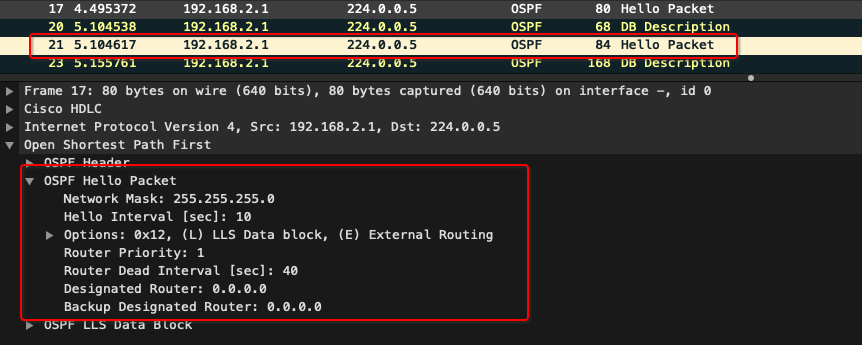 17 4.495372 192.168.2.1 224.0.0.5 OSPF 80 Hello Packet
20 5.104538 192.168.2.1 224.0.0.5 OSPF 68 DB Description
21 5.104617 192.168.2.1 224.0.0.5 OSPF 84 Hello Packet
23 5.155761 192.168.2.1 224.0.0.5 OSPF 168 DB Description
Frame 17: 80 bytes on wire (640 bits), 80 bytes captured (640 bits) on interface -, id 0
Cisco HDLC
Internet Protocol Version 4, Src: 192.168.2.1, Dst: 224.0.0.5
Open Shortest Path First
OSPF Header
OSPF Hello Packet
Network Mask: 255.255.255.0
Hello Interval [sec]: 10
Options: 0x12, (L) LLS Data block, (E) External Routing
Router Priority: 1
Router Dead Interval [sec]: 40
Designated Router: 0.0.0.0
Backup Designated Router: 0.0.0.0
OSPF LLS Data Block